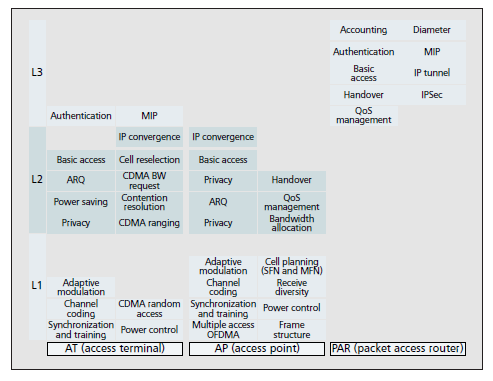 Accounting Diameter
Authentication MIP
Basic
access
IP tunnel
L3
Handover IPSec
Authentication MIP
QoS
management
IP convergence IP convergence
Basic access Cell reselection Basic access
L2
ARQ
CDMA BW
request
Privacy Handover
Power saving
Contention
resolution
ARQ
QoS
management
Privacy CDMA ranging Privacy
Bandwidth
allocation
Adaptive
modulation
Cell planning
(SFN and MFN)
L1
Adaptive
modulation
Channel
coding
Receive
diversity
Channel
coding
CDMA random
access
Synchronization
and training
Power control
Synchronization
and training
Power control
Multiple access
OFDMA
Frame
structure
AT (access terminal) AP (access point) PAR (packet access router)